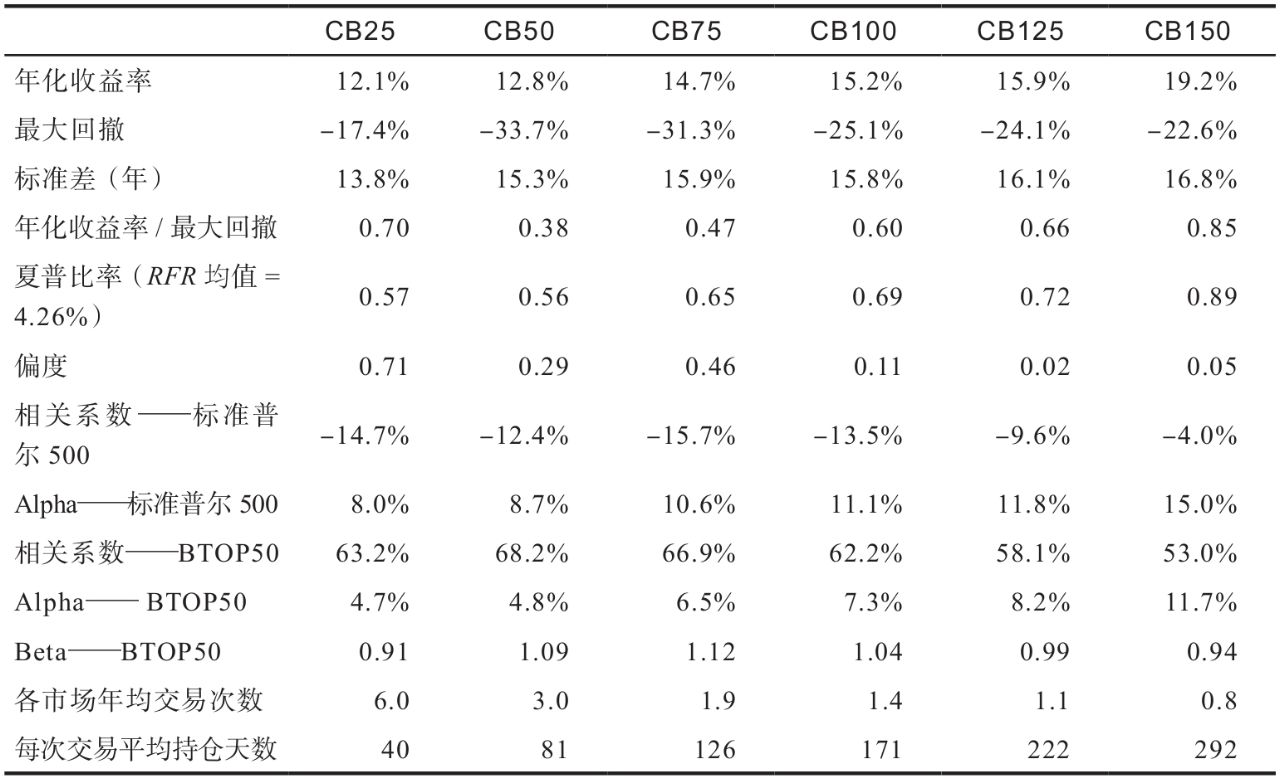 CB25 CB50 CB75 CB100 CB125 CB150
年化收益率 12.1% 12.8% 14.7% 15.2% 15.9% 19.2%
最大回撤 −17.4% −33.7% −31.3% −25.1% −24.1% −22.6%
标准差（年） 13.8% 15.3% 15.9% 15.8% 16.1% 16.8%
年化收益率 / 最大回撤 0.70 0.38 0.47 0.60 0.66 0.85
夏普比率（RFR 均值 =
4.26%） 0.57 0.56 0.65 0.69 0.72 0.89
偏度 0.71 0.29 0.46 0.11 0.02 0.05
相关系数——标准普
尔 500 −14.7% −12.4% −15.7% −13.5% −9.6% −4.0%
Alpha——标准普尔 500 8.0% 8.7% 10.6% 11.1% 11.8% 15.0%
相关系数——BTOP50 63.2% 68.2% 66.9% 62.2% 58.1% 53.0%
Alpha—— BTOP50 4.7% 4.8% 6.5% 7.3% 8.2% 11.7%
Beta——BTOP50 0.91 1.09 1.12 1.04 0.99 0.94
各市场年均交易次数 6.0 3.0 1.9 1.4 1.1 0.8
每次交易平均持仓天数 40 81 126 171 222 292